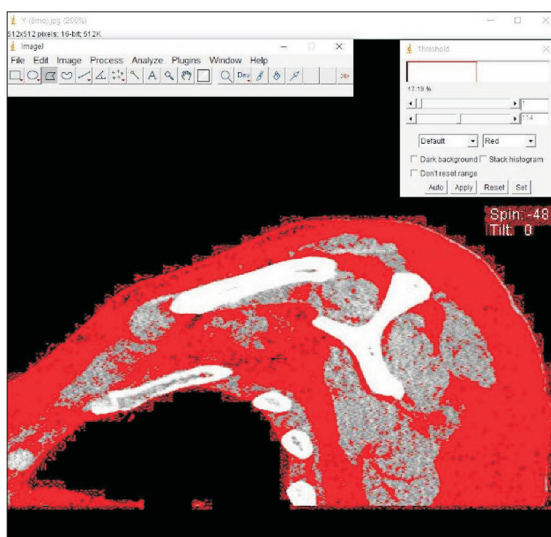 Y (6mo).jpg (200%)
512x512 pixels; 16-bit; 512K
ImageJ
File Edit Image Process Analyze Plugins Window Help
Dev
Threshold
17.19 %
1
114
Default Red
Dark background Stack histogram
Don't reset range
Auto Apply Reset Set
Spin: -48
Tilt: 0